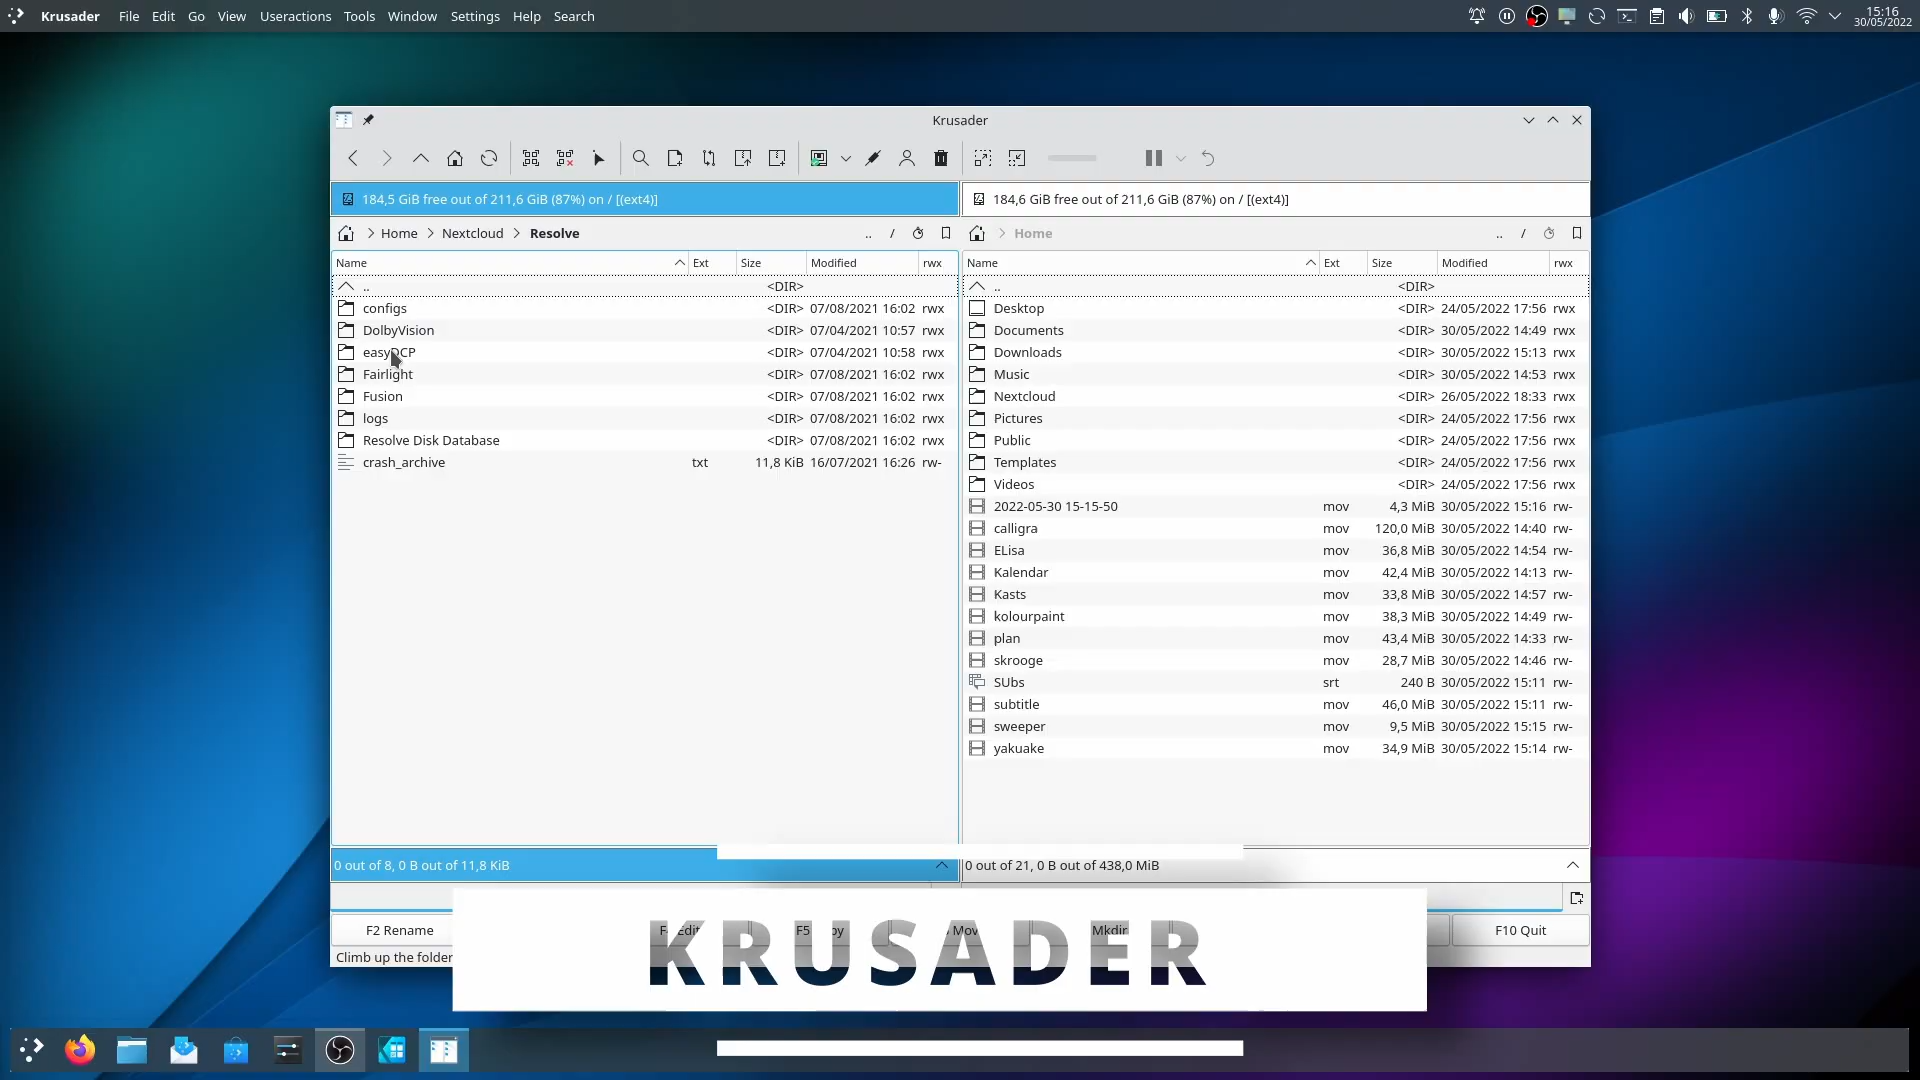 Krusader File Edit Go View Useractions Tools Window Settings Help Search
15:16
30/05/2022
Krusader
184,5 GiB free out of 211,6 GiB (87%) on / [(ext4)]
184,6 GiB free out of 211,6 GiB (87%) on / [(ext4)]
> Home > Nextcloud > Resolve .. /
> Home .. /
Name Ext Size Modified rwx
.. <DIR>
configs <DIR> 07/08/2021 16:02 rwx
DolbyVision <DIR> 07/04/2021 10:57 rwx
easyDCP <DIR> 07/04/2021 10:58 rwx
Fairlight <DIR> 07/08/2021 16:02 rwx
Fusion <DIR> 07/08/2021 16:02 rwx
logs <DIR> 07/08/2021 16:02 rwx
Resolve Disk Database <DIR> 07/08/2021 16:02 rwx
crash_archive txt 11,8 KiB 16/07/2021 16:26 rw-
Name Ext Size Modified rwx
.. <DIR>
Desktop <DIR> 24/05/2022 17:56 rwx
Documents <DIR> 30/05/2022 14:49 rwx
Downloads <DIR> 30/05/2022 15:13 rwx
Music <DIR> 30/05/2022 14:53 rwx
Nextcloud <DIR> 26/05/2022 18:33 rwx
Pictures <DIR> 24/05/2022 17:56 rwx
Public <DIR> 24/05/2022 17:56 rwx
Templates <DIR> 24/05/2022 17:56 rwx
Videos <DIR> 24/05/2022 17:56 rwx
2022-05-30 15-15-50 mov 4,3 MiB 30/05/2022 15:16 rw-
calligra mov 120,0 MiB 30/05/2022 14:40 rw-
ELisa mov 36,8 MiB 30/05/2022 14:54 rw-
Kalendar mov 42,4 MiB 30/05/2022 14:13 rw-
Kasts mov 33,8 MiB 30/05/2022 14:57 rw-
kolourpaint mov 38,3 MiB 30/05/2022 14:49 rw-
plan mov 43,4 MiB 30/05/2022 14:33 rw-
skrooge mov 28,7 MiB 30/05/2022 14:46 rw-
SUbs srt 240 B 30/05/2022 15:11 rw-
subtitle mov 46,0 MiB 30/05/2022 15:11 rw-
sweeper mov 9,5 MiB 30/05/2022 15:15 rw-
yakuake mov 34,9 MiB 30/05/2022 15:14 rw-
0 out of 8, 0 B out of 11,8 KiB
0 out of 21, 0 B out of 438,0 MiB
F2 Rename Edit F5 Mkdir F10 Quit
KRUSADER
Climb up the folder